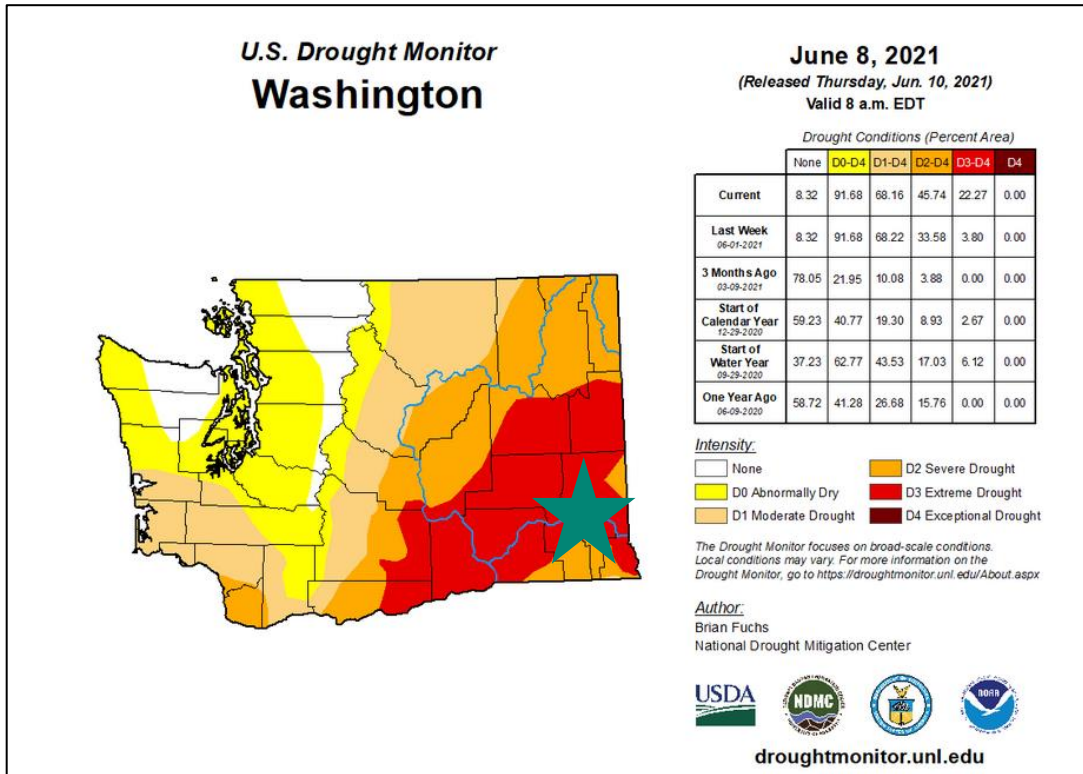 U.S. Drought Monitor
Washington
June 8, 2021
(Released Thursday, Jun. 10, 2021)
Valid 8 a.m. EDT
Drought Conditions (Percent Area)
None D0-D4 D1-D4 D2-D4 D3-D4 D4
Current 8.32 91.68 68.16 45.74 22.27 0.00
Last Week
06-01-2021 8.32 91.68 68.22 33.58 3.80 0.00
3 Months Ago
03-09-2021 78.05 21.95 10.08 3.88 0.00 0.00
Start of
Calendar Year
12-29-2020 59.23 40.77 19.30 8.93 2.67 0.00
Start of
Water Year
09-29-2020 37.23 62.77 43.53 17.03 6.12 0.00
One Year Ago
06-09-2020 58.72 41.28 26.68 15.76 0.00 0.00
Intensity:
None
D0 Abnormally Dry
D1 Moderate Drought
D2 Severe Drought
D3 Extreme Drought
D4 Exceptional Drought
The Drought Monitor focuses on broad-scale conditions.
Local conditions may vary. For more information on the
Drought Monitor, go to https://droughtmonitor.unl.edu/About.aspx
Author:
Brian Fuchs
National Drought Mitigation Center
USDA
NDMC
NOAA
droughtmonitor.unl.edu